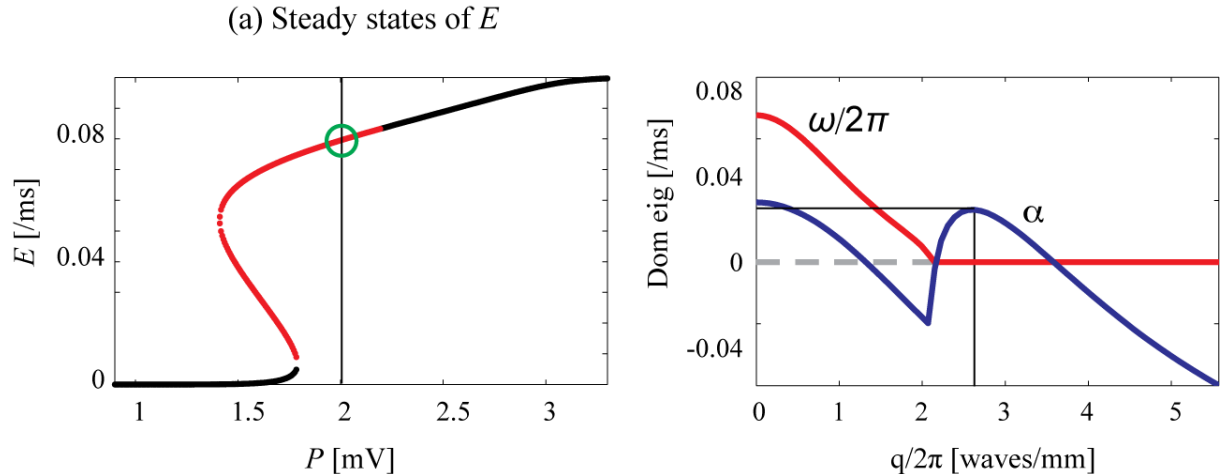 (a) Steady states of E
E [/ms]
0.08
0.04
0
1
1.5
2
2.5
3
P [mV]
Dom eig [/ms]
0.08
0.04
0
-0.04
ω/2π
α
0
1
2
3
4
5
q/2π [waves/mm]